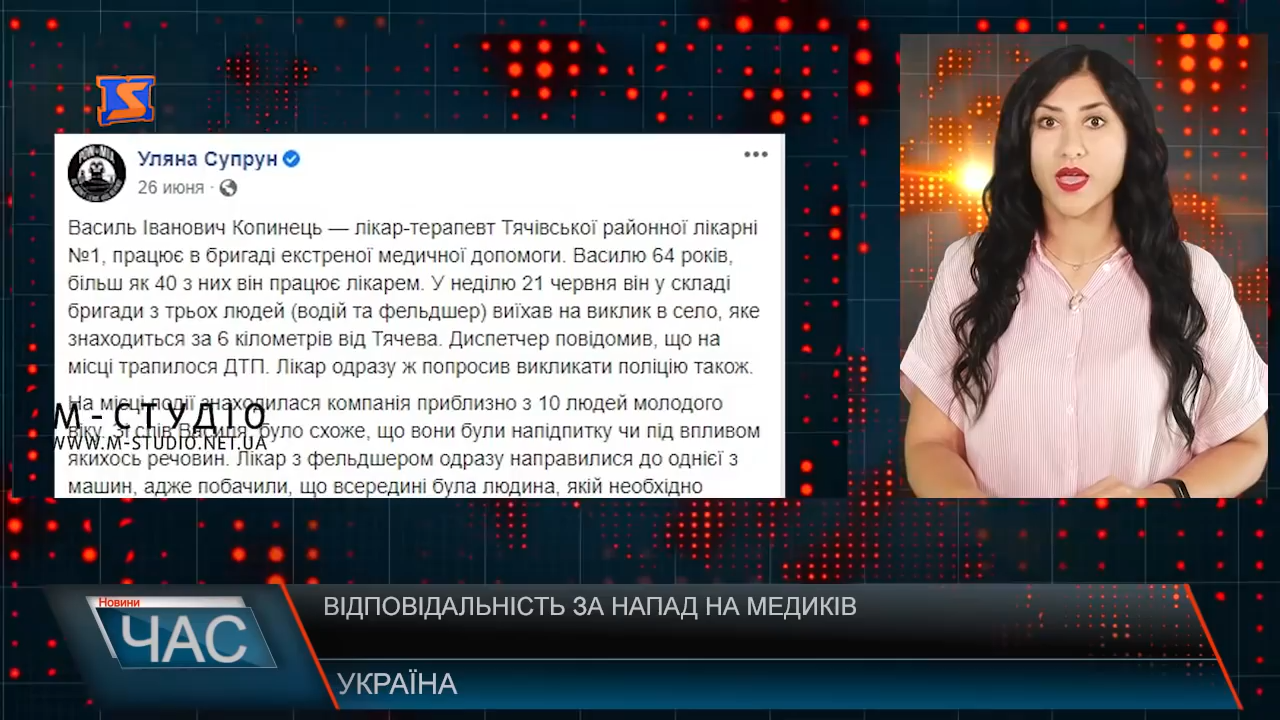 Уляна Супрун
26 июня ·
Василь Іванович Копинець — лікар-терапевт Тячівської районної лікарні
№1, працює в бригаді екстреної медичної допомоги. Василю 64 років,
більш як 40 з них він працює лікарем. У неділю 21 червня він у складі
бригади з трьох людей (водій та фельдшер) виїхав на виклик в село, яке
знаходиться за 6 кілометрів від Тячева. Диспетчер повідомив, що на
місці трапилося ДТП. Лікар одразу ж попросив викликати поліцію також.
На місці події знаходилася компанія приблизно з 10 людей молодого
М-СТУДІО
віку. Зі слів Василя, було схоже, що вони були напідпитку чи під впливом
WWW.M-STUDIO.NET.UA
якихось речовин. Лікар з фельдшером одразу направилися до однієї з
машин, адже побачили, що всередині була людина, якій необхідно
Новини
ЧАС
ВІДПОВІДАЛЬНІСТЬ ЗА НАПАД НА МЕДИКІВ
УКРАЇНА